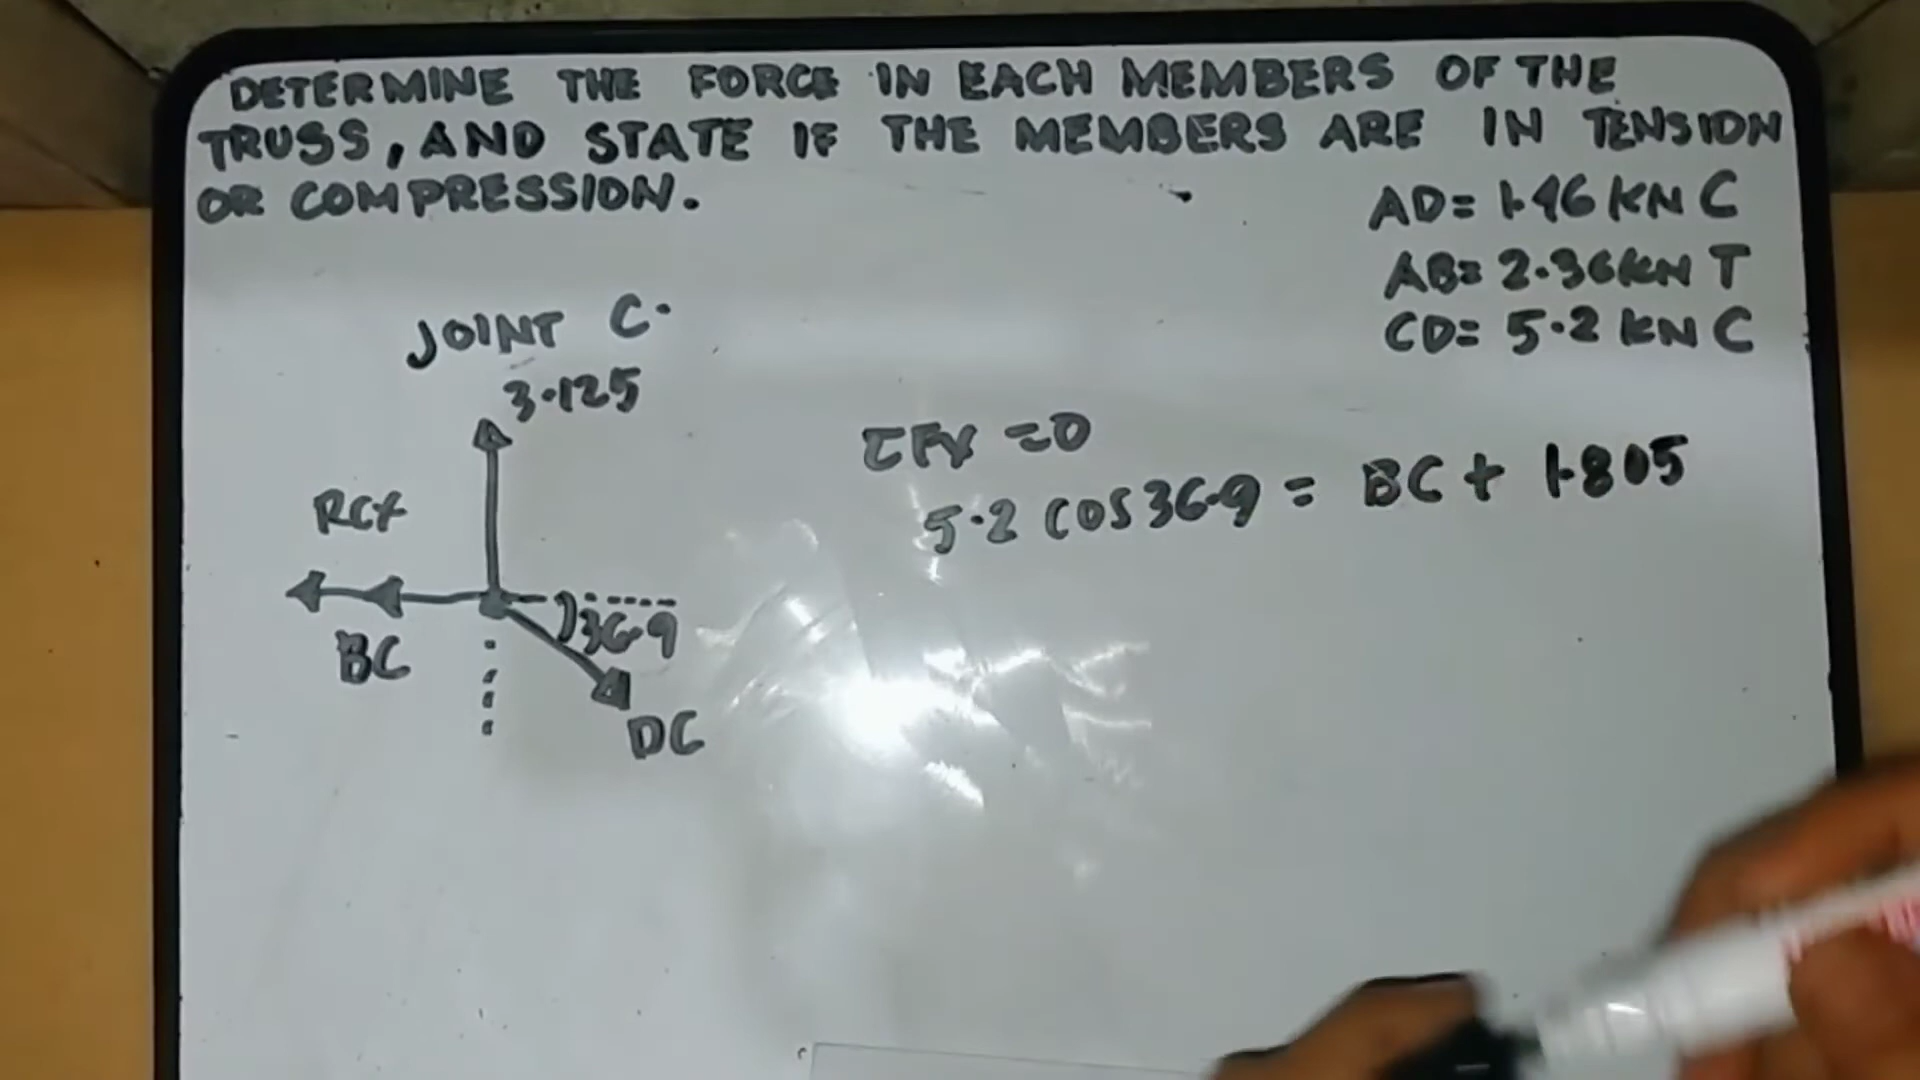 DETERMINE THE FORCE IN EACH MEMBERS OF THE
TRUSS, AND STATE IF THE MEMBERS ARE IN TENSION
OR COMPRESSION.
AD= 1.46 KN C
AB= 2.36 KN T
CD= 5.2 KN C
JOINT C.
3.125
RCX
BC
36.9
DC
ΣFX =0
5.2 COS 36.9 = BC + 1.805